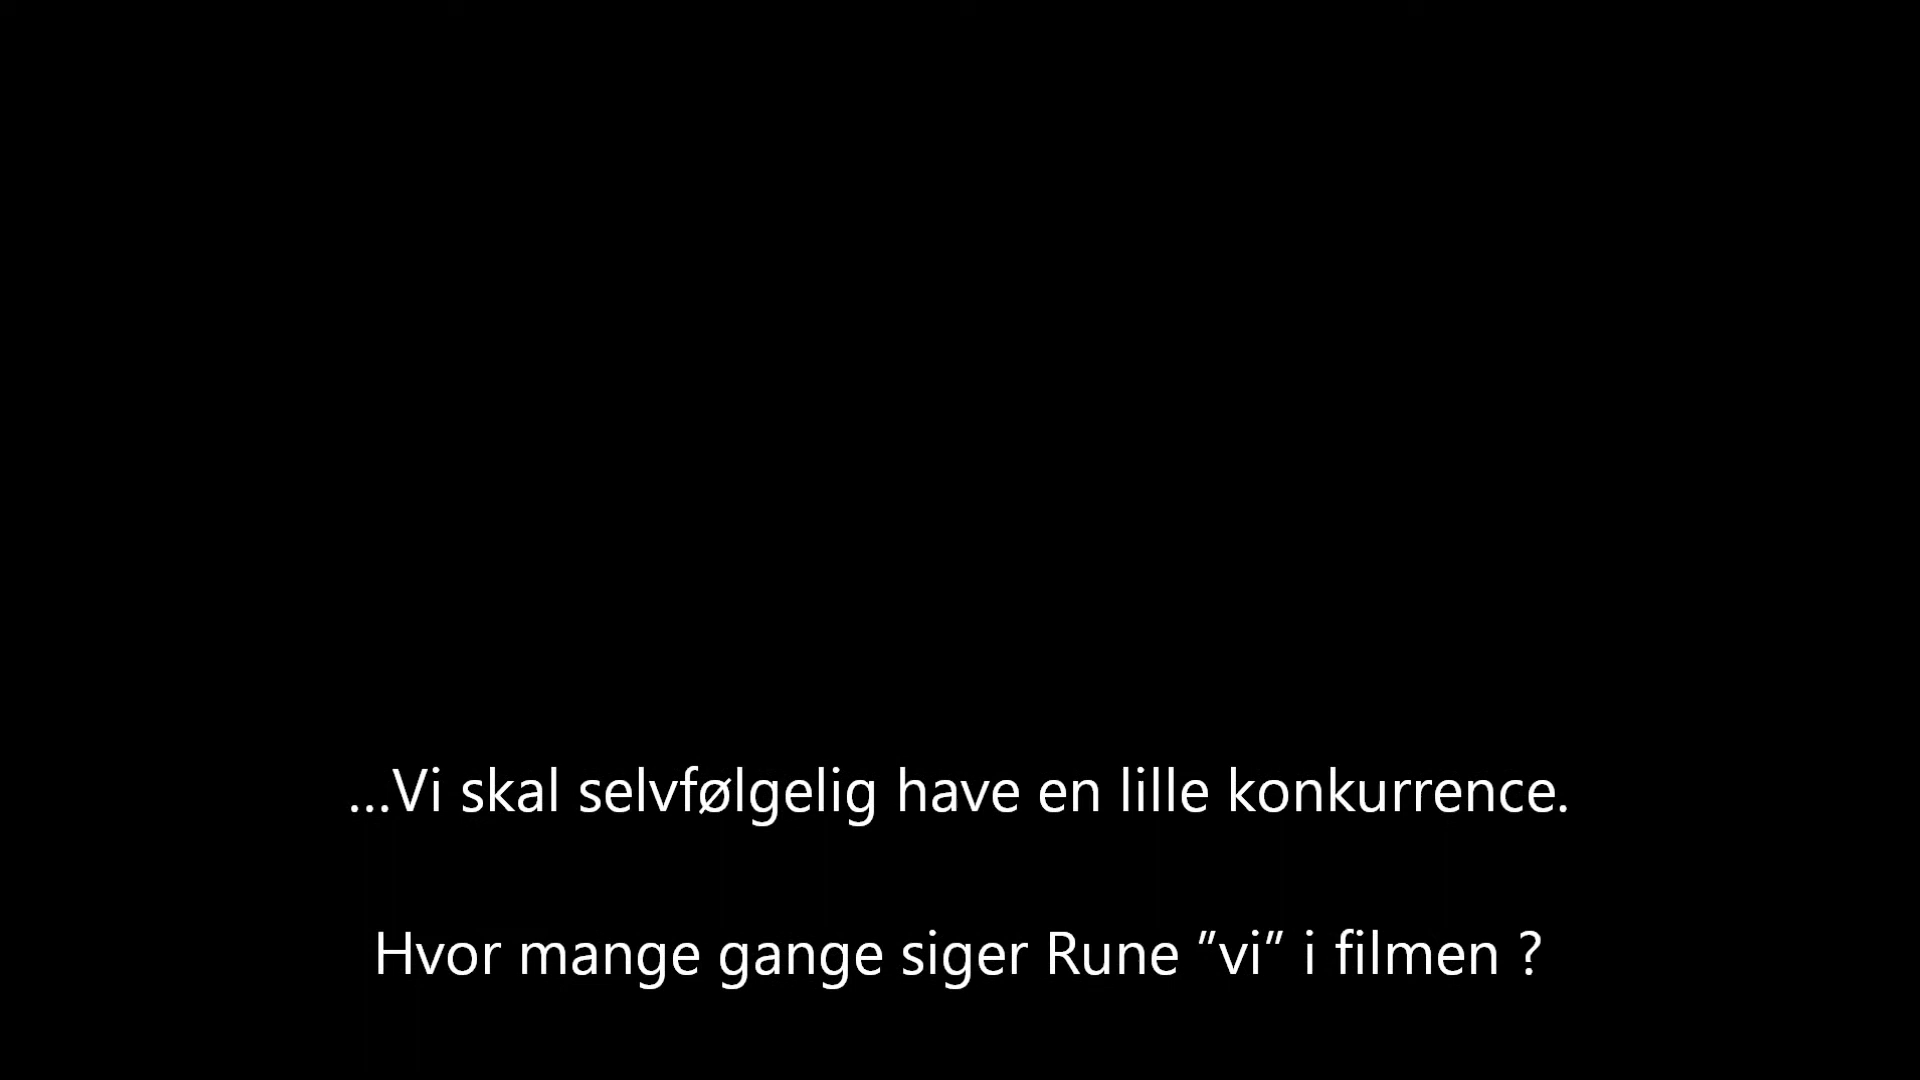 ...Vi skal selvfølgelig have en lille konkurrence.
Hvor mange gange siger Rune ”vi” i filmen ?